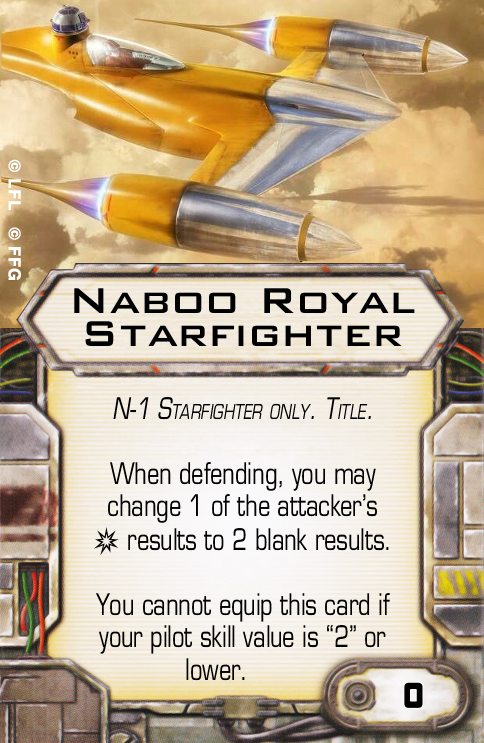 © LFL © FFG
Naboo Royal
Starfighter
N-1 Starfighter only. Title.
When defending, you may
change 1 of the attacker's
results to 2 blank results.
You cannot equip this card if
your pilot skill value is “2” or
lower.
0